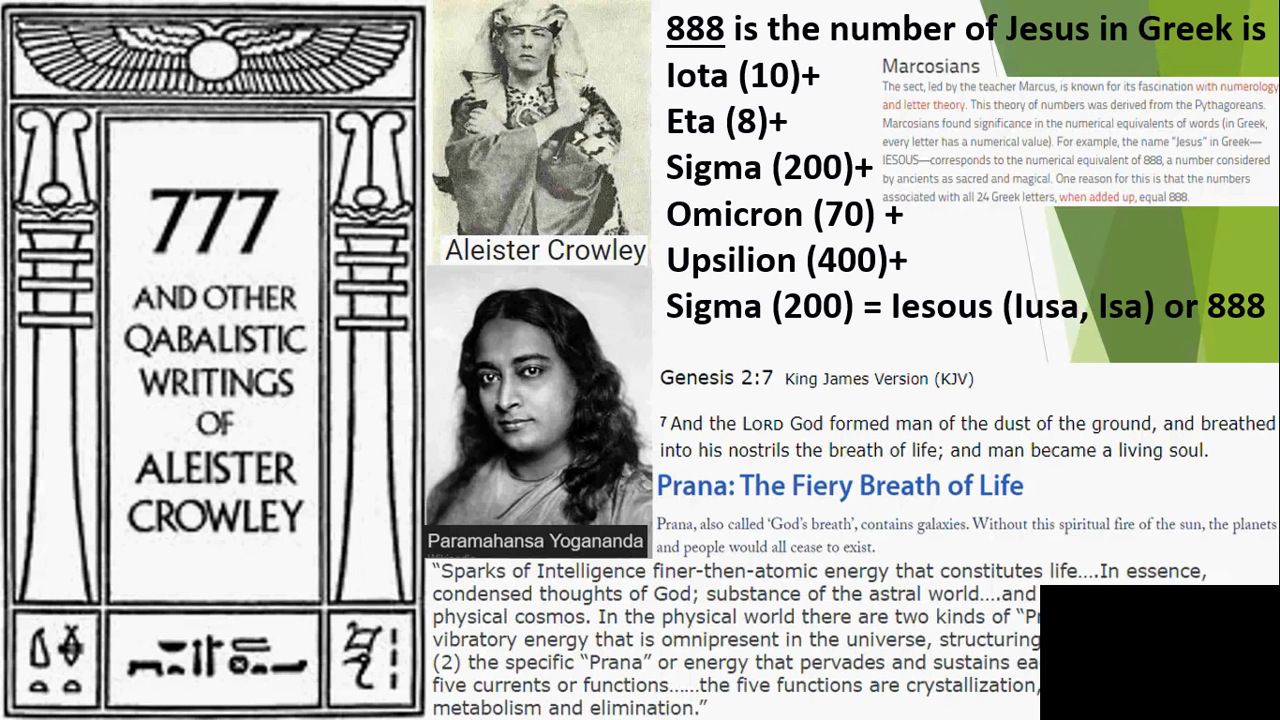 777
AND OTHER
QABALISTIC
WRITINGS
OF
ALEISTER
CROWLEY
Aleister Crowley
Paramahansa Yogananda
888 is the number of Jesus in Greek is
Iota (10)+
Eta (8)+
Sigma (200)+
Omicron (70) +
Upsilion (400)+
Sigma (200) = Iesous (Iusa, Isa) or 888
Marcosians
The sect, led by the teacher Marcus, is known for its fascination with numerology
and letter theory. This theory of numbers was derived from the Pythagoreans.
Marcosians found significance in the numerical equivalents of words (in Greek,
every letter has a numerical value). For example, the name "Jesus" in Greek—
IESOUS—corresponds to the numerical equivalent of 888, a number considered
by ancients as sacred and magical. One reason for this is that the numbers
associated with all 24 Greek letters, when added up, equal 888.
Genesis 2:7 King James Version (KJV)
7 And the LORD God formed man of the dust of the ground, and breathed
into his nostrils the breath of life; and man became a living soul.
Prana: The Fiery Breath of Life
Prana, also called ‘God's breath’, contains galaxies. Without this spiritual fire of the sun, the planets
and people would all cease to exist.
“Sparks of Intelligence finer-then-atomic energy that constitutes life....In essence,
condensed thoughts of God; substance of the astral world....and
physical cosmos. In the physical world there are two kinds of
vibratory energy that is omnipresent in the universe, structuring
(2) the specific “Prana” or energy that pervades and sustains
five currents or functions......the five functions are crystallization,
metabolism and elimination.”